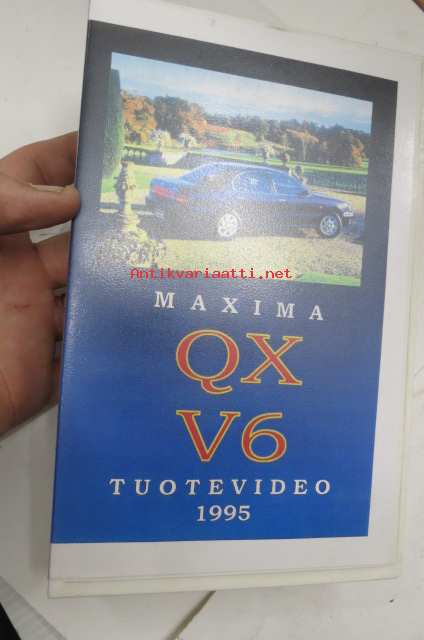 Antikvariaatti.net
MAXIMA
QX
V6
TUOTEVIDEO
1995